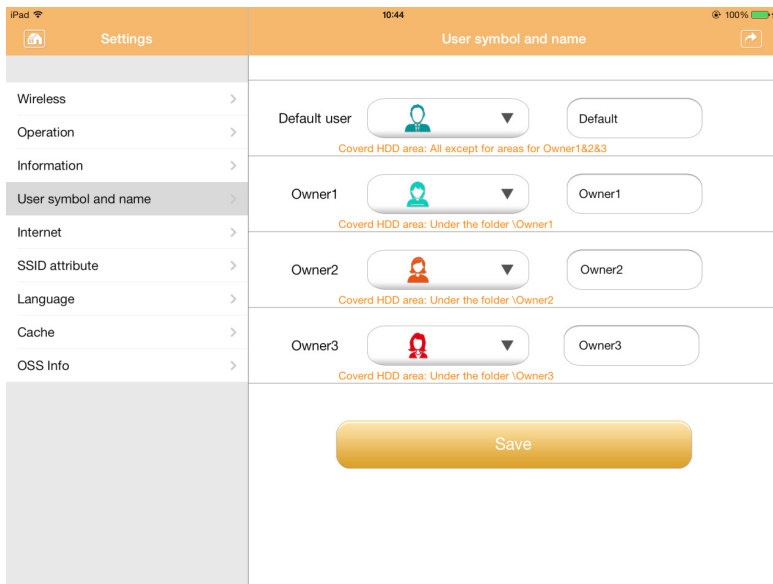 iPad 10:44 100%
Settings User symbol and name
Wireless
Operation
Information
User symbol and name
Internet
SSID attribute
Language
Cache
OSS Info
Default user Default
Coverd HDD area: All except for areas for Owner1&2&3
Owner1 Owner1
Coverd HDD area: Under the folder \Owner1
Owner2 Owner2
Coverd HDD area: Under the folder \Owner2
Owner3 Owner3
Coverd HDD area: Under the folder \Owner3
Save